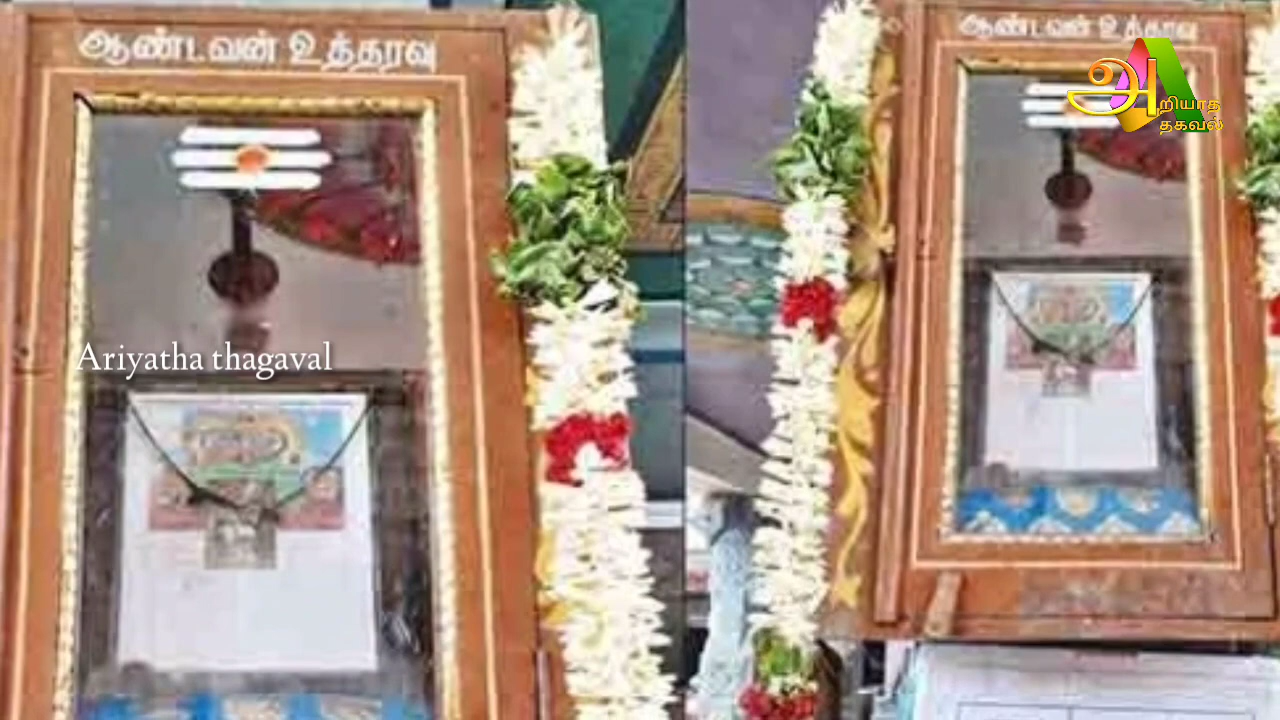 ஆண்டவன் உத்தரவு
ஆண்டவன் உத்தரவு
அறியாத
தகவல்
Ariyatha thagaval